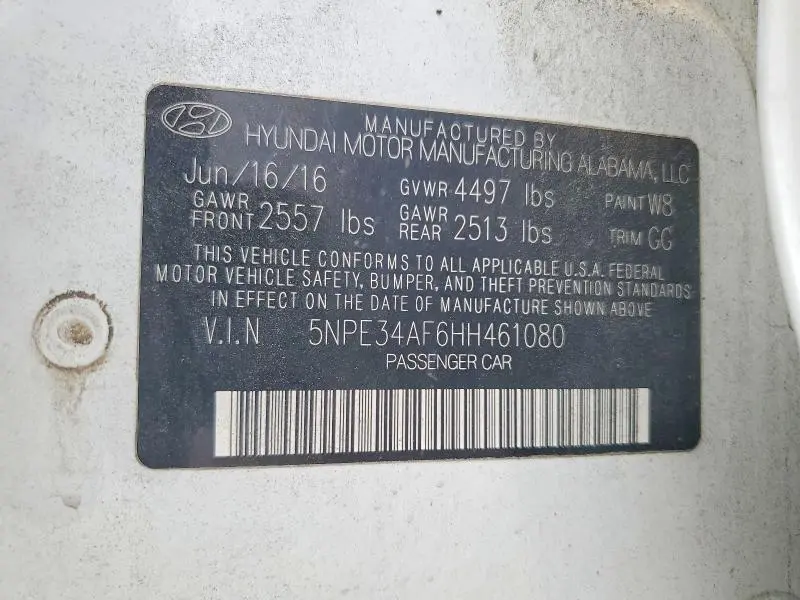 MANUFACTURED BY
HYUNDAI MOTOR MANUFACTURING ALABAMA, LLC
Jun/16/16 GVWR 4497 lbs PAINT W8
GAWR FRONT 2557 lbs GAWR REAR 2513 lbs TRIM GG
THIS VEHICLE CONFORMS TO ALL APPLICABLE U.S.A. FEDERAL
MOTOR VEHICLE SAFETY, BUMPER, AND THEFT PREVENTION STANDARDS
IN EFFECT ON THE DATE OF MANUFACTURE SHOWN ABOVE
V.I.N 5NPE34AF6HH461080
PASSENGER CAR